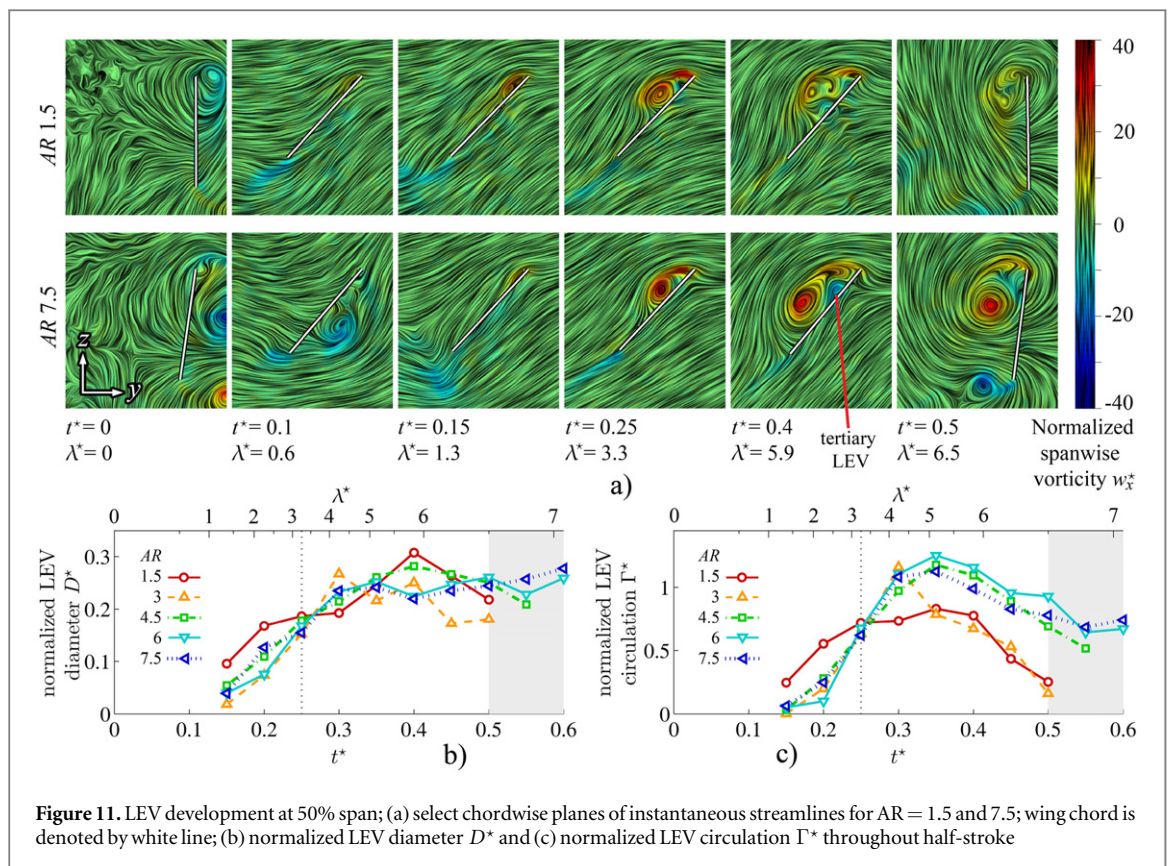 AR 1.5
AR 7.5
z
y
40
20
0
-20
-40
t* = 0
λ* = 0
t* = 0.1
λ* = 0.6
t* = 0.15
λ* = 1.3
t* = 0.25
λ* = 3.3
t* = 0.4
λ* = 5.9
tertiary
LEV
t* = 0.5
λ* = 6.5
Normalized
spanwise
vorticity w*x
a)
λ*
0 1 2 3 4 5 6 7
normalized LEV
diameter D*
0.3
0.2
0.1
0
AR
1.5
3
4.5
6
7.5
0 0.1 0.2 0.3 0.4 0.5 0.6
t*
b)
λ*
0 1 2 3 4 5 6 7
normalized LEV
circulation Γ*
1
0.5
0
AR
1.5
3
4.5
6
7.5
0 0.1 0.2 0.3 0.4 0.5 0.6
t*
c)
Figure 11. LEV development at 50% span; (a) select chordwise planes of instantaneous streamlines for AR = 1.5 and 7.5; wing chord is
denoted by white line; (b) normalized LEV diameter D* and (c) normalized LEV circulation Γ* throughout half-stroke